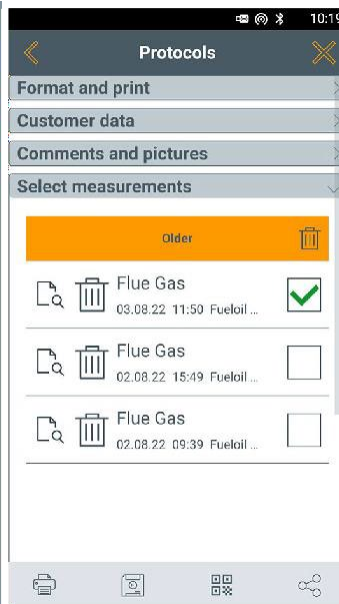 10:19
Protocols
Format and print
Customer data
Comments and pictures
Select measurements
Older
Flue Gas
03.08.22 11:50 Fueloil ...
Flue Gas
02.08.22 15:49 Fueloil ...
Flue Gas
02.08.22 09:39 Fueloil ...